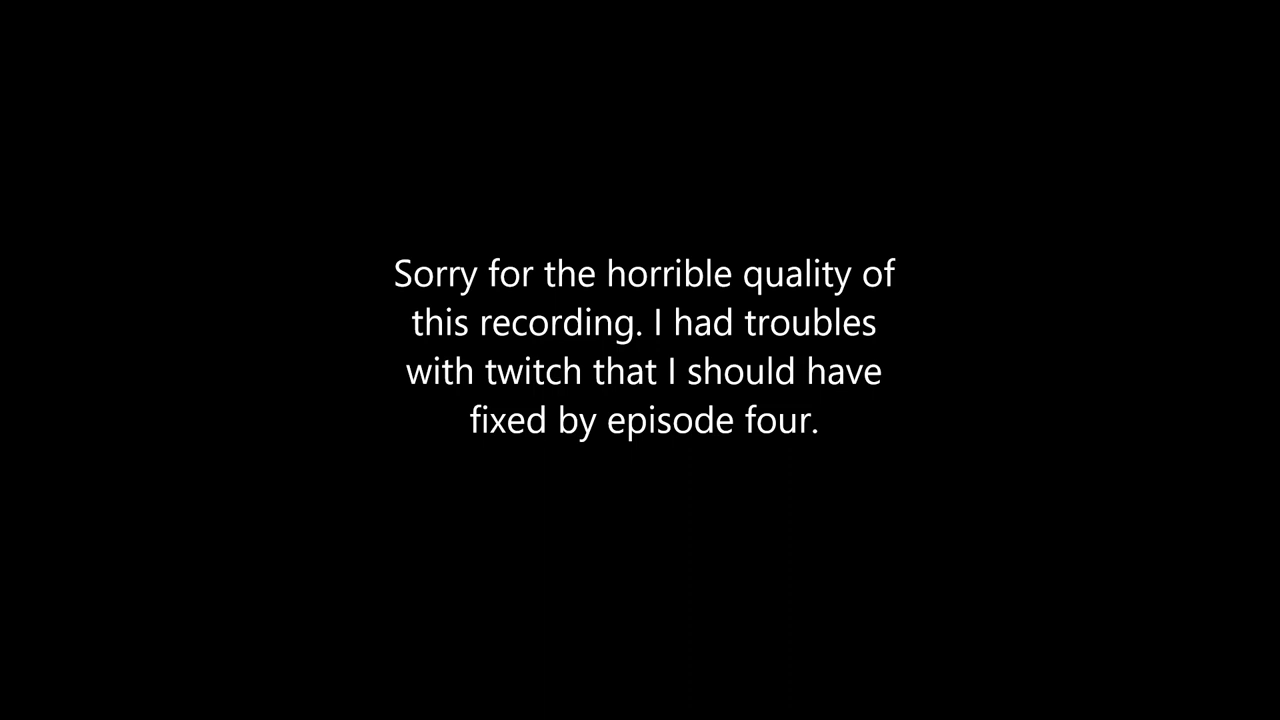 Sorry for the horrible quality of
this recording. I had troubles
with twitch that I should have
fixed by episode four.